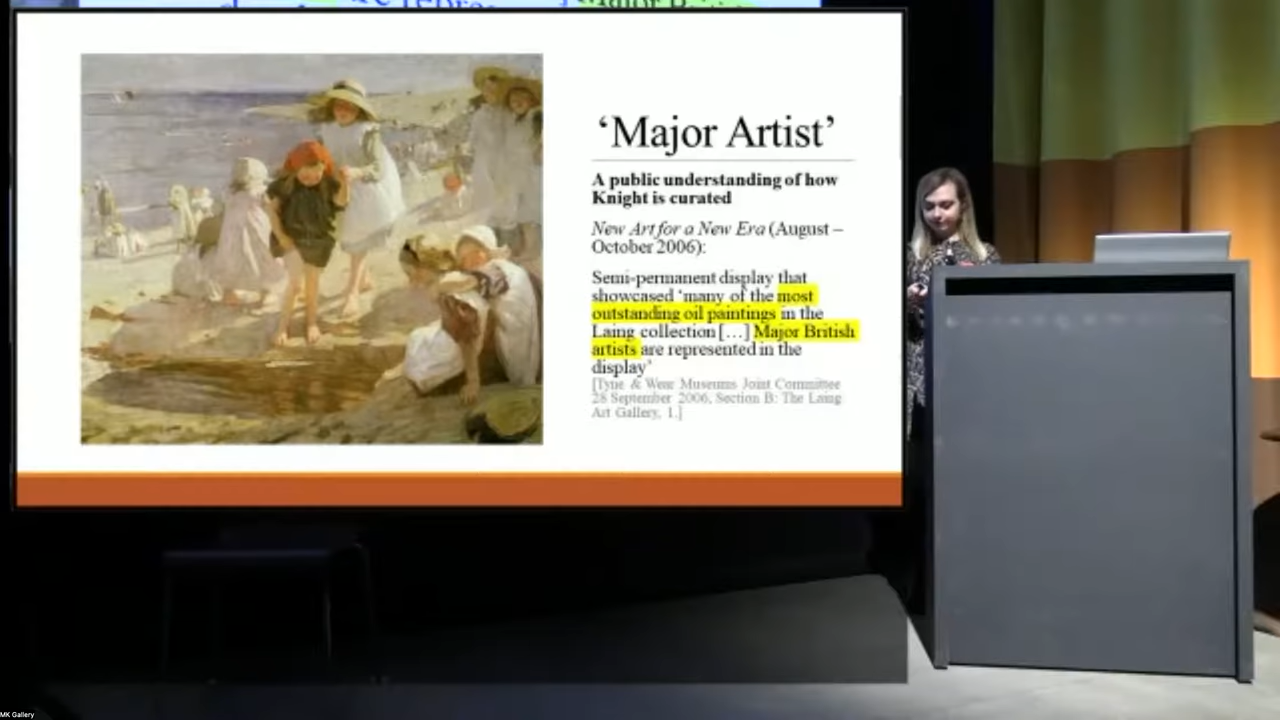 Major B
‘Major Artist’
A public understanding of how
Knight is curated
New Art for a New Era (August –
October 2006):
Semi-permanent display that
showcased ‘many of the most
outstanding oil paintings in the
Laing collection […] Major British
artists are represented in the
display’
[Tyne & Wear Museums Joint Committee
28 September 2006, Section B: The Laing
Art Gallery, 1.]
MK Gallery